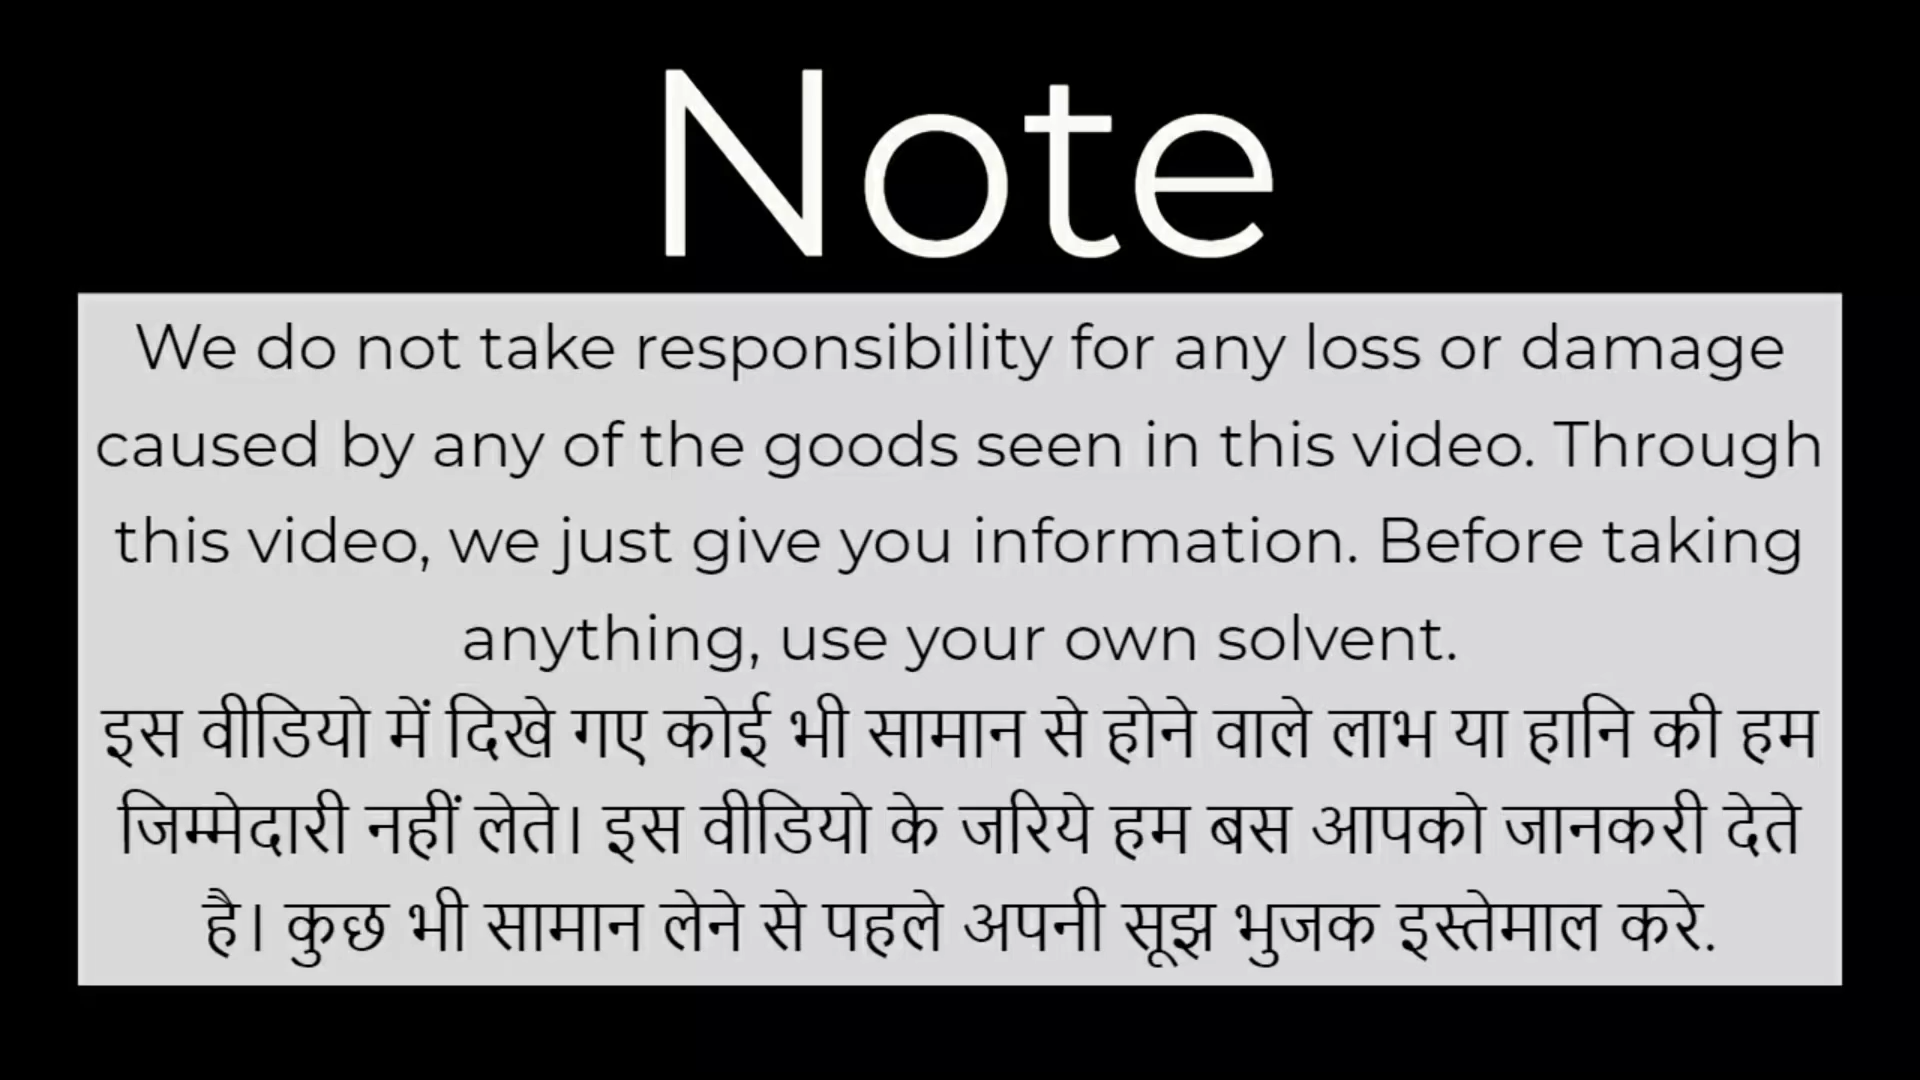 Note
We do not take responsibility for any loss or damage
caused by any of the goods seen in this video. Through
this video, we just give you information. Before taking
anything, use your own solvent.
इस वीडियो में दिखे गए कोई भी सामान से होने वाले लाभ या हानि की हम
जिम्मेदारी नहीं लेते। इस वीडियो के जरिये हम बस आपको जानकरी देते
है। कुछ भी सामान लेने से पहले अपनी सूझ भुजक इस्तेमाल करे.